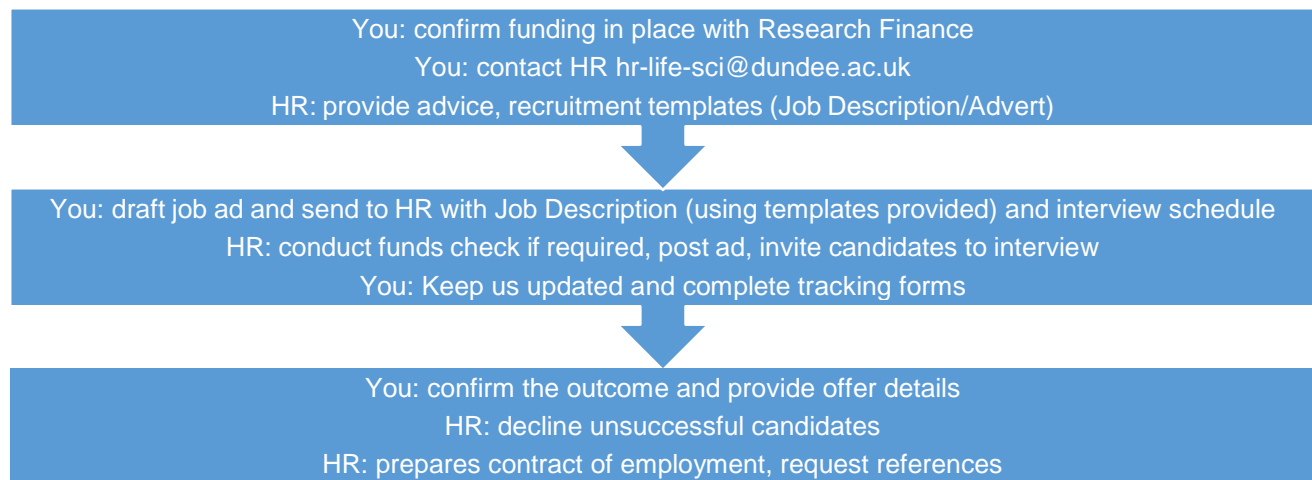 You: confirm funding in place with Research Finance
You: contact HR hr-life-sci@dundee.ac.uk
HR: provide advice, recruitment templates (Job Description/Advert)
You: draft job ad and send to HR with Job Description (using templates provided) and interview schedule
HR: conduct funds check if required, post ad, invite candidates to interview
You: Keep us updated and complete tracking forms
You: confirm the outcome and provide offer details
HR: decline unsuccessful candidates
HR: prepares contract of employment, request references